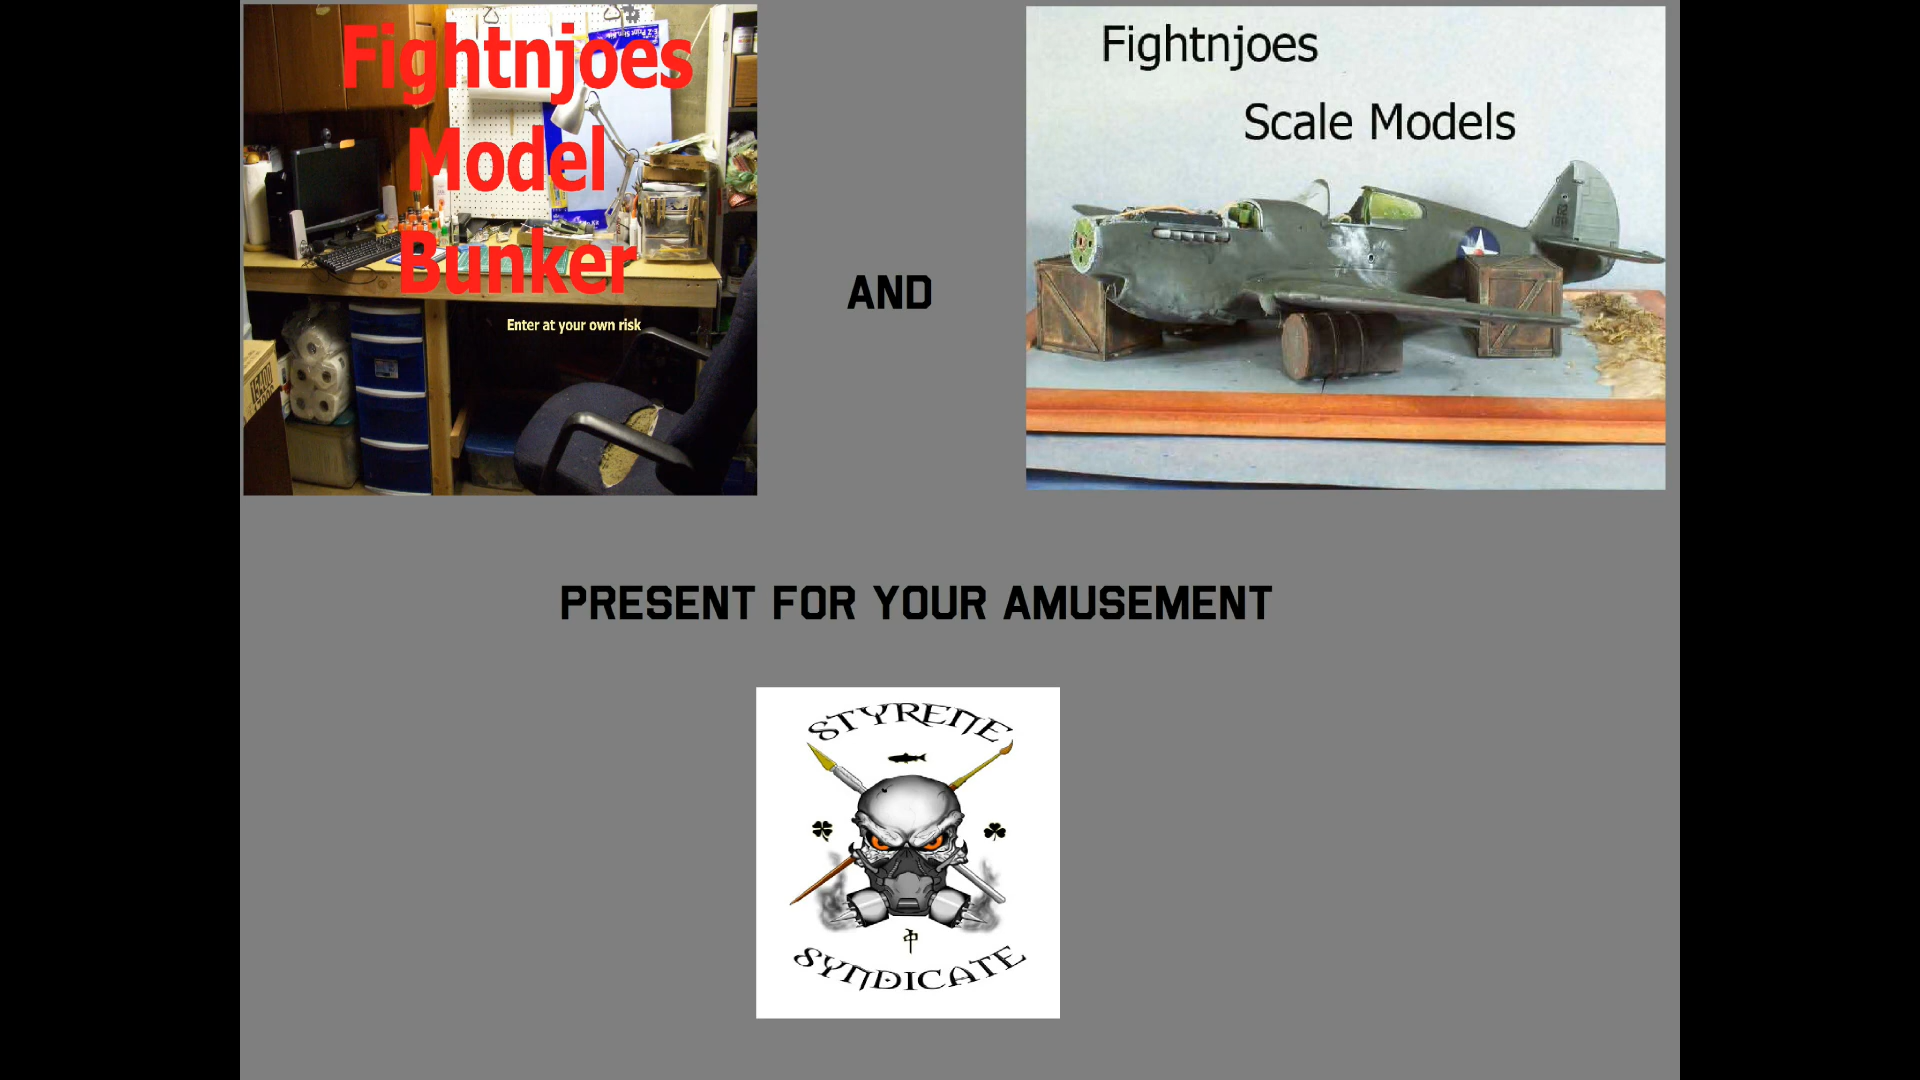 Fightnjoes
Model
Bunker
Enter at your own risk
AND
Fightnjoes
Scale Models
PRESENT FOR YOUR AMUSEMENT
STYRENE
SYNDICATE